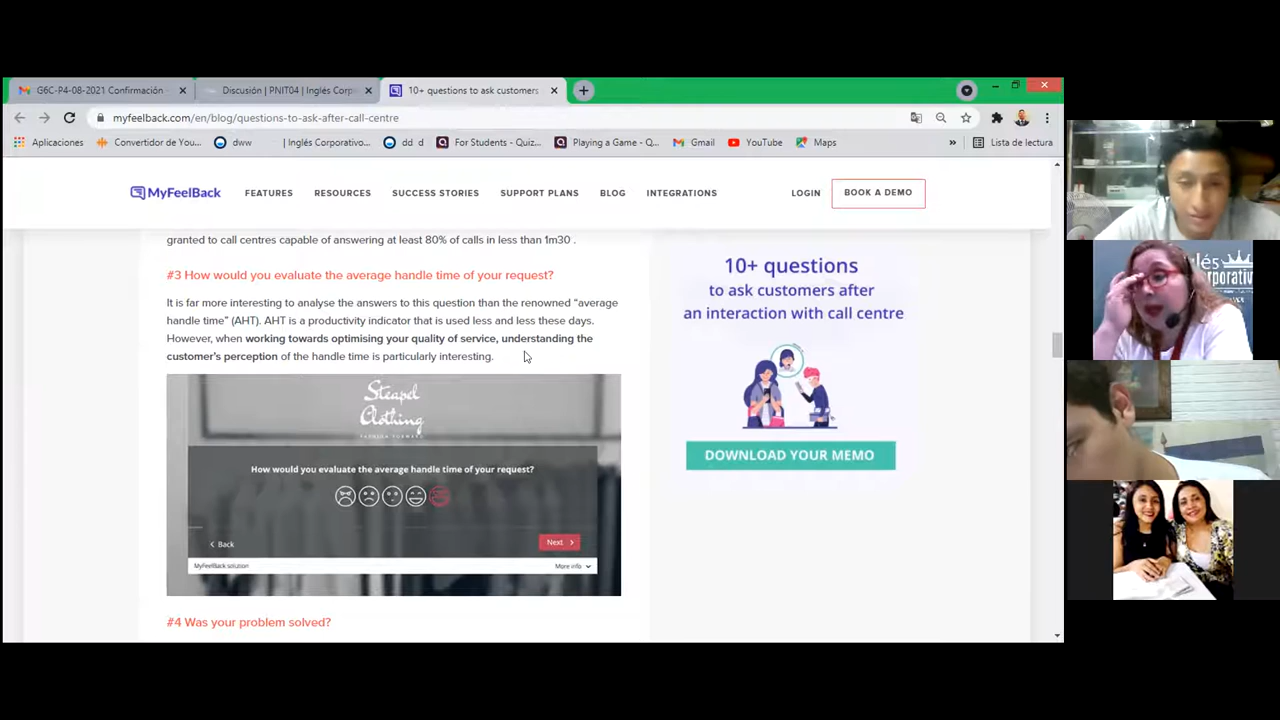 G6C-P4-08-2021 Confirmación
Discusión | PNIT04 | Inglés Corp
10+ questions to ask customers
myfeelback.com/en/blog/questions-to-ask-after-call-centre
Aplicaciones
Convertidor de You...
dww
| Inglés Corporativo...
dd d
For Students - Quiz...
Playing a Game - Q...
Gmail
YouTube
Maps
»
Lista de lectura
MyFeelBack
FEATURES
RESOURCES
SUCCESS STORIES
SUPPORT PLANS
BLOG
INTEGRATIONS
LOGIN
BOOK A DEMO
granted to call centres capable of answering at least 80% of calls in less than 1m30 .
#3 How would you evaluate the average handle time of your request?
It is far more interesting to analyse the answers to this question than the renowned “average
handle time” (AHT). AHT is a productivity indicator that is used less and less these days.
However, when working towards optimising your quality of service, understanding the
customer’s perception of the handle time is particularly interesting.
Steapel
Clothing
How would you evaluate the average handle time of your request?
Back
Next
MyFeelBack solution
More info
#4 Was your problem solved?
10+ questions
to ask customers after
an interaction with call centre
DOWNLOAD YOUR MEMO